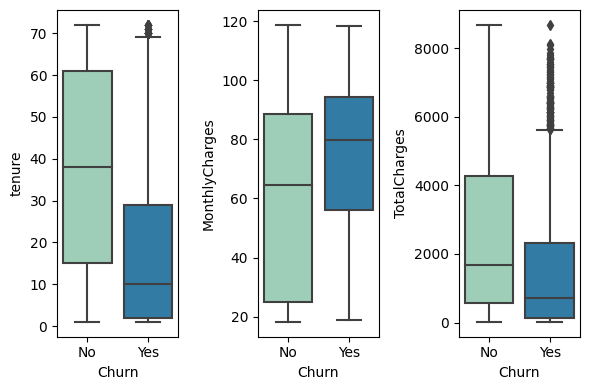 tenure
70
60
50
40
30
20
10
0
No
Yes
Churn
MonthlyCharges
120
100
80
60
40
20
No
Yes
Churn
TotalCharges
8000
6000
4000
2000
0
No
Yes
Churn